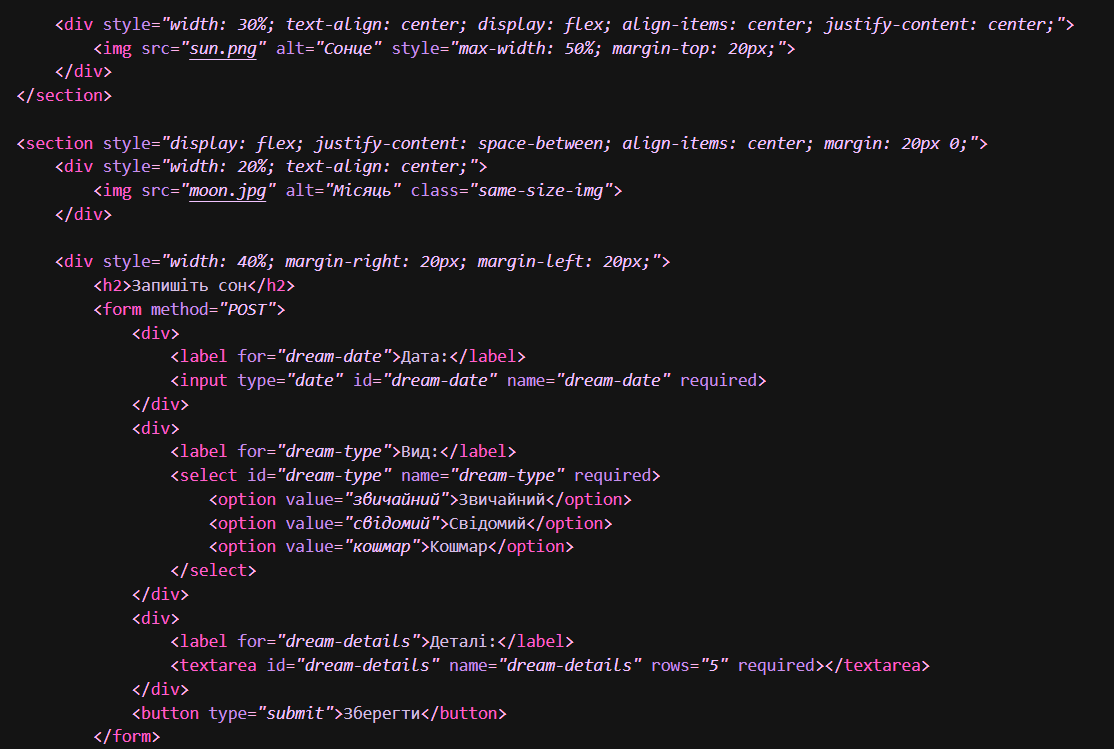 <div style="width: 30%; text-align: center; display: flex; align-items: center; justify-content: center;">
<img src="sun.png" alt="Сонце" style="max-width: 50%; margin-top: 20px;">
</div>
</section>
<section style="display: flex; justify-content: space-between; align-items: center; margin: 20px 0;">
<div style="width: 20%; text-align: center;">
<img src="moon.jpg" alt="Місяць" class="same-size-img">
</div>
<div style="width: 40%; margin-right: 20px; margin-left: 20px;">
<h2>Запишіть сон</h2>
<form method="POST">
<div>
<label for="dream-date">Дата:</label>
<input type="date" id="dream-date" name="dream-date" required>
</div>
<div>
<label for="dream-type">Вид:</label>
<select id="dream-type" name="dream-type" required>
<option value="звичайний">Звичайний</option>
<option value="свідомий">Свідомий</option>
<option value="кошмар">Кошмар</option>
</select>
</div>
<div>
<label for="dream-details">Деталі:</label>
<textarea id="dream-details" name="dream-details" rows="5" required></textarea>
</div>
<button type="submit">Зберегти</button>
</form>